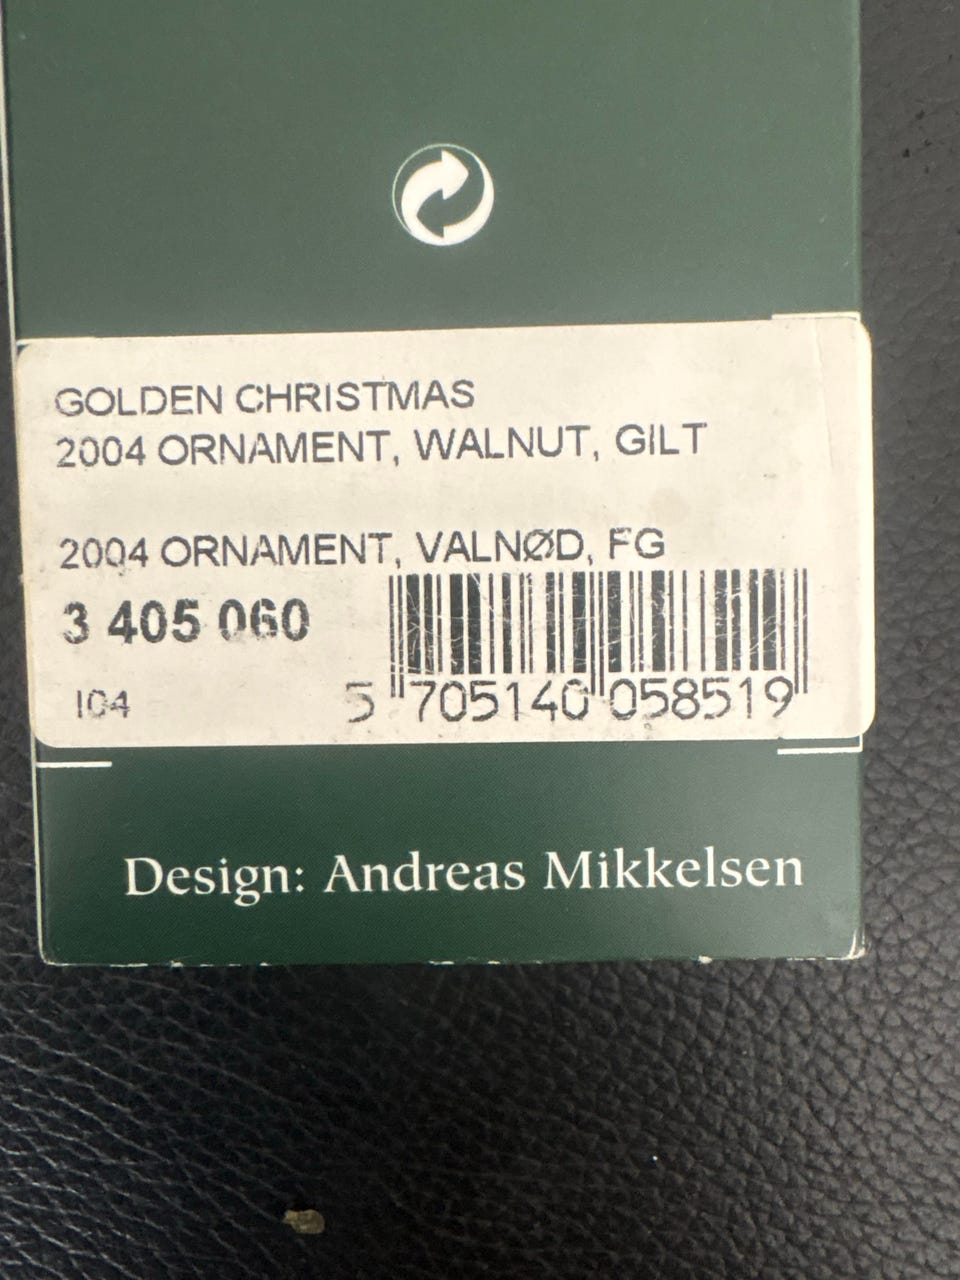 GOLDEN CHRISTMAS
2004 ORNAMENT, WALNUT, GILT
2004 ORNAMENT, VALNØD, FG
3 405 060
I04
5 705140 058519
Design: Andreas Mikkelsen